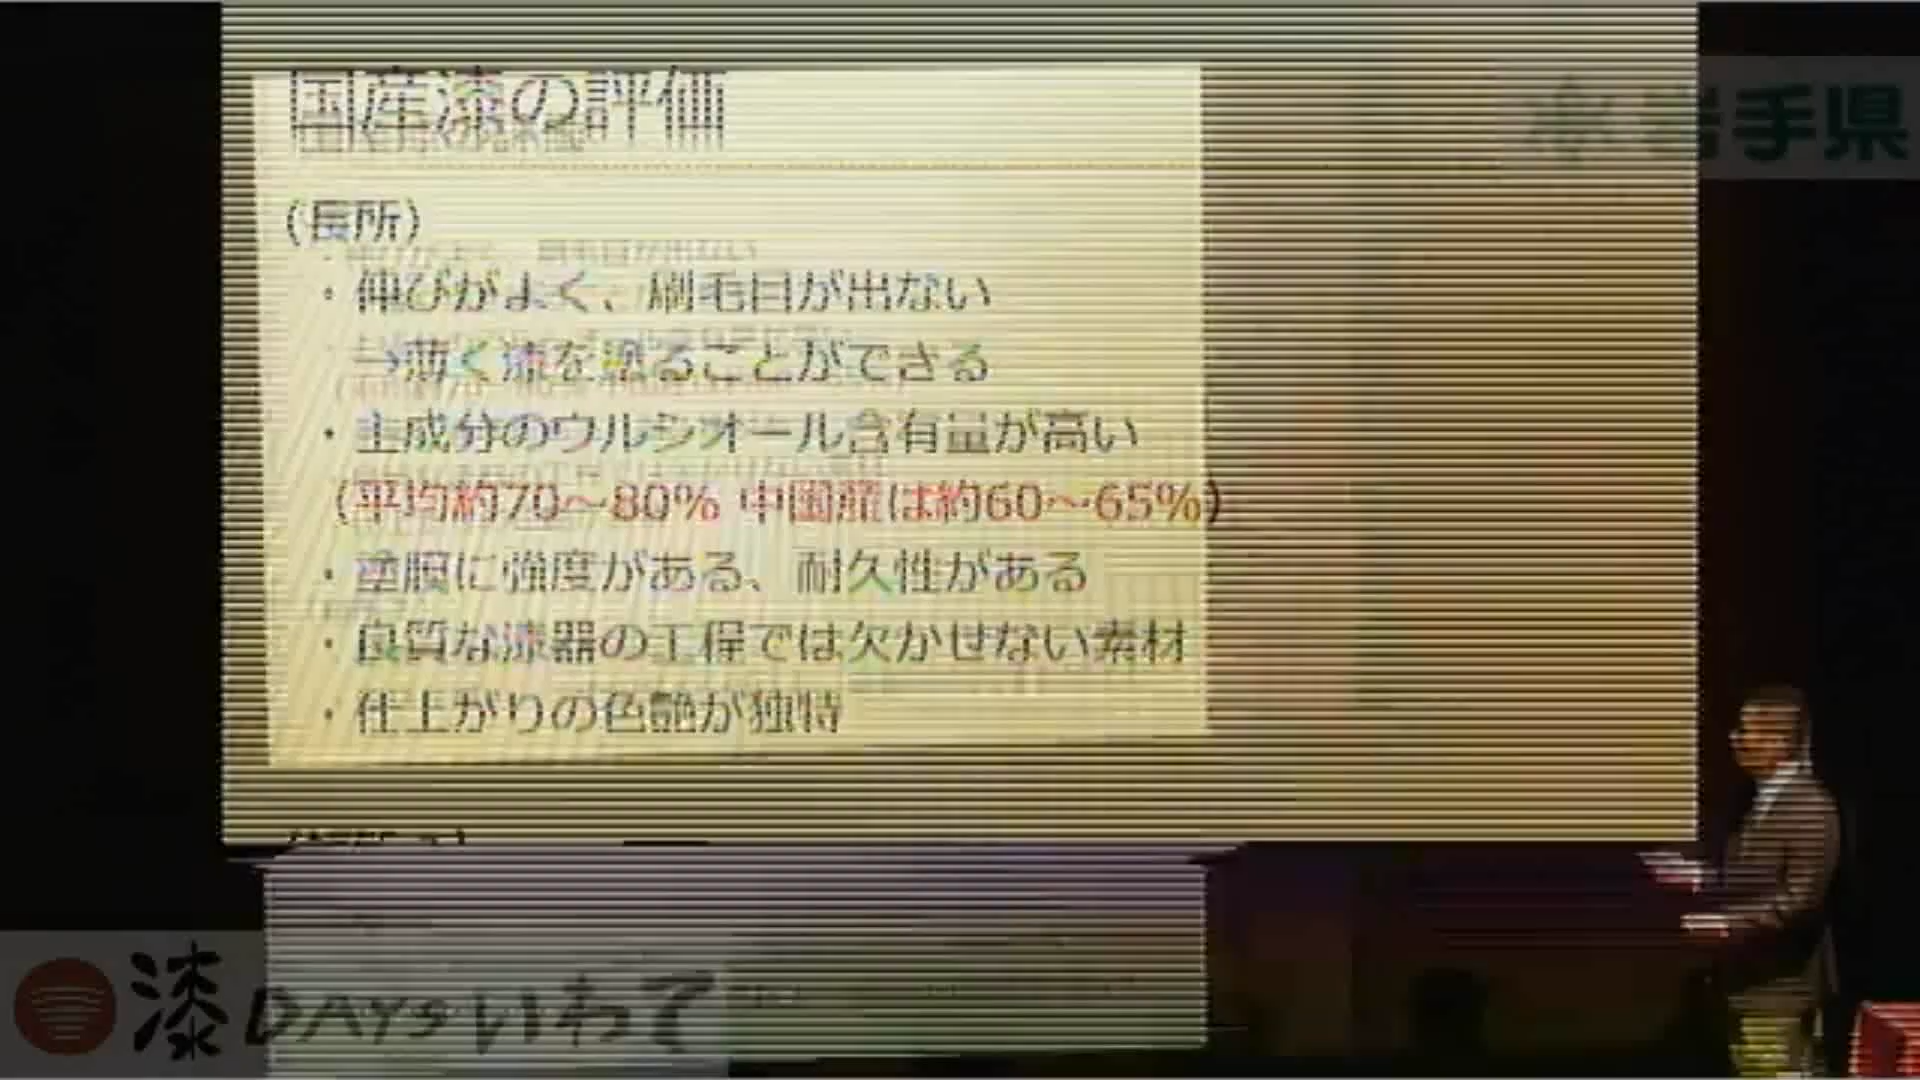 国産漆の評価
岩手県
(長所)
・伸びがよく、刷毛目が出ない
→薄く漆を塗ることができる
・主成分のウルシオール含有量が高い
(平均約70～80% 中国産は約60～65%)
・塗膜に強度がある、耐久性がある
・良質な漆器の工程では欠かせない素材
・仕上がりの色艶が独特
漆DAYSいわて